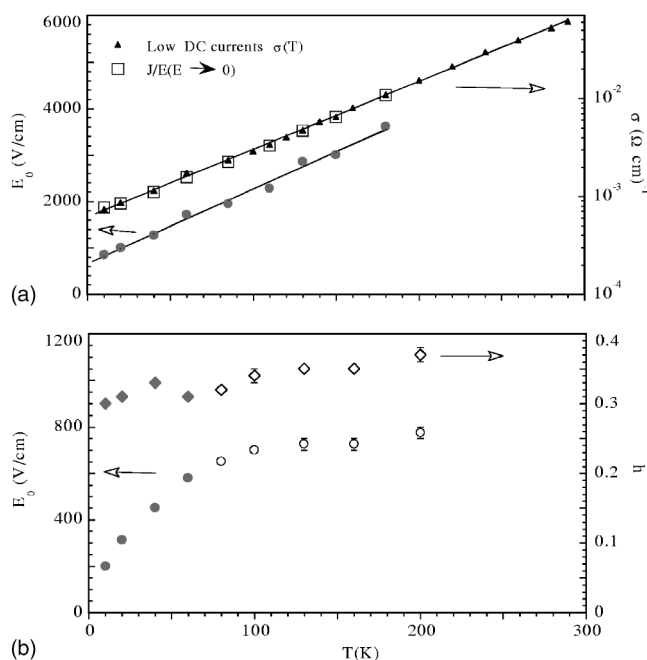 6000
Low DC currents σ(T)
J/E(E → 0)
4000
10⁻²
E₀ (V/cm)
σ (Ω cm)⁻¹
2000
10⁻³
0
10⁻⁴
(a)
1200
0.4
800
0.3
E₀ (V/cm)
0.2
h
400
0.1
0
0
0 100 200 300
(b)
T(K)